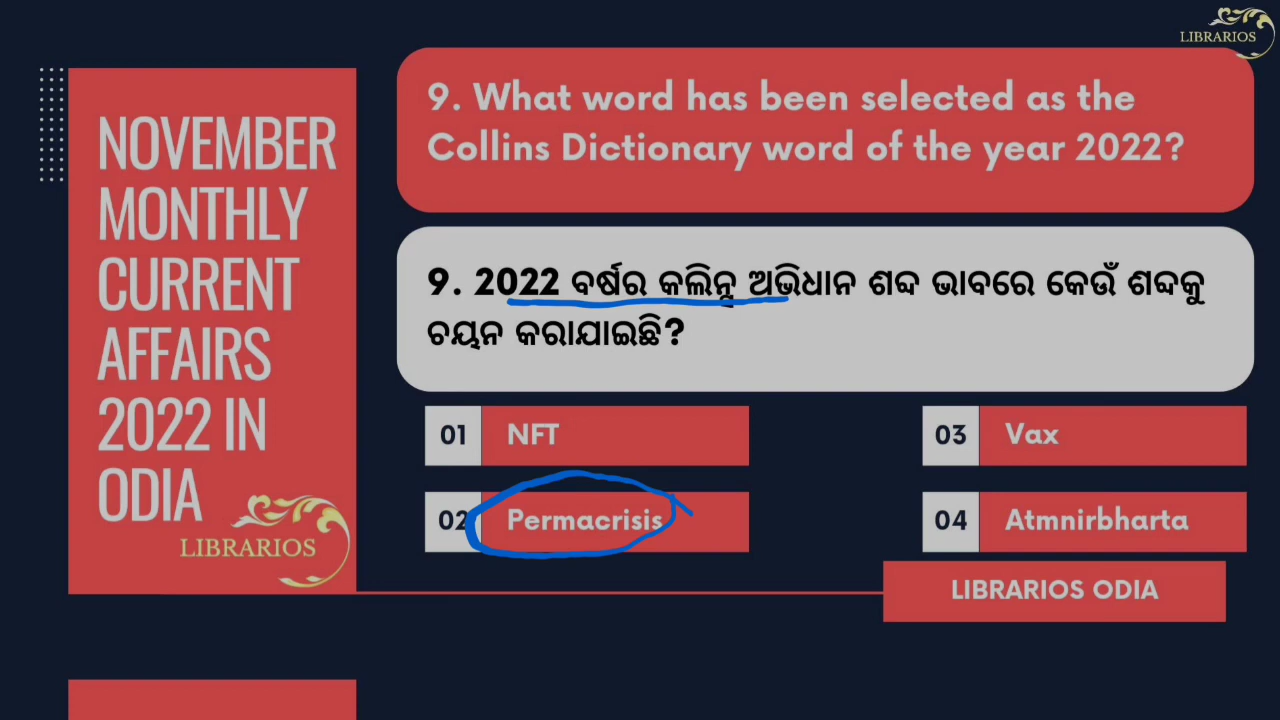 LIBRARIOS
NOVEMBER
MONTHLY
CURRENT
AFFAIRS
2022 IN
ODIA
LIBRARIOS
9. What word has been selected as the
Collins Dictionary word of the year 2022?
9. 2022 ବର୍ଷର କଲିନ୍ସ ଅଭିଧାନ ଶବ୍ଦ ଭାବରେ କେଉଁ ଶବ୍ଦକୁ
ଚୟନ କରାଯାଇଛି?
01 NFT
02 Permacrisis
03 Vax
04 Atmnirbharta
LIBRARIOS ODIA